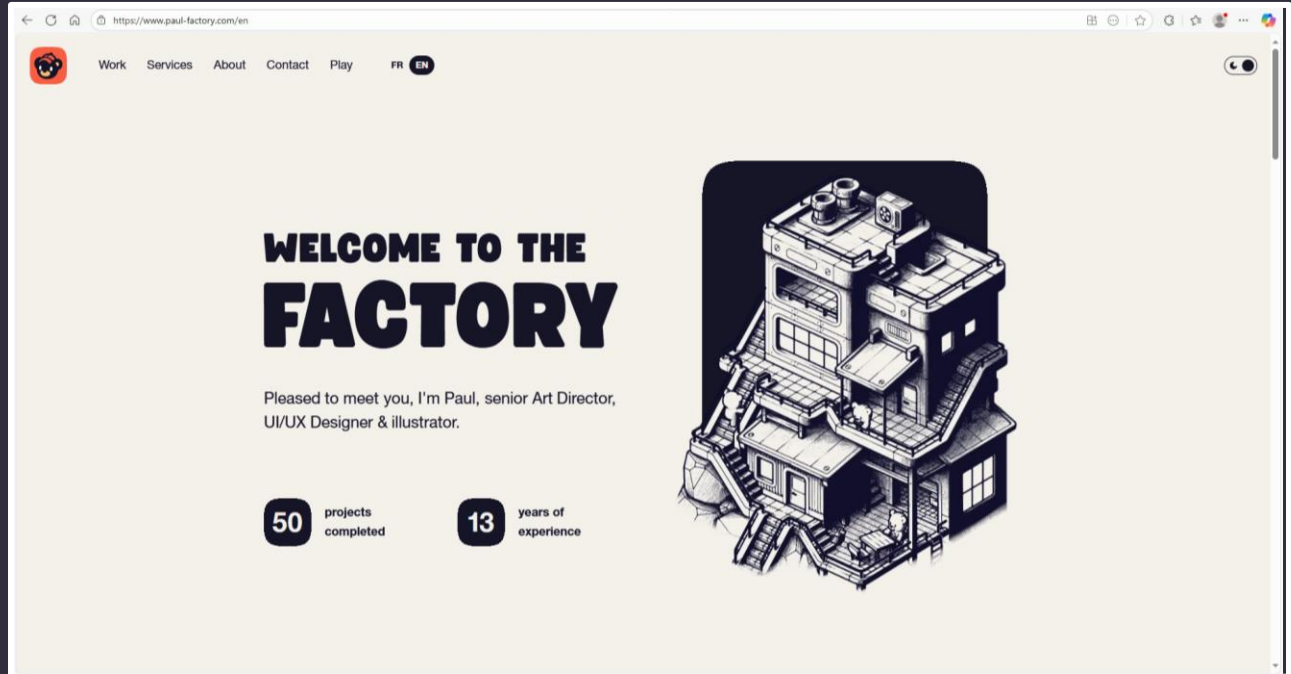 https://www.paul-factory.com/en
Work Services About Contact Play FR EN
WELCOME TO THE
FACTORY
Pleased to meet you, I'm Paul, senior Art Director,
UI/UX Designer & illustrator.
50 projects completed
13 years of experience